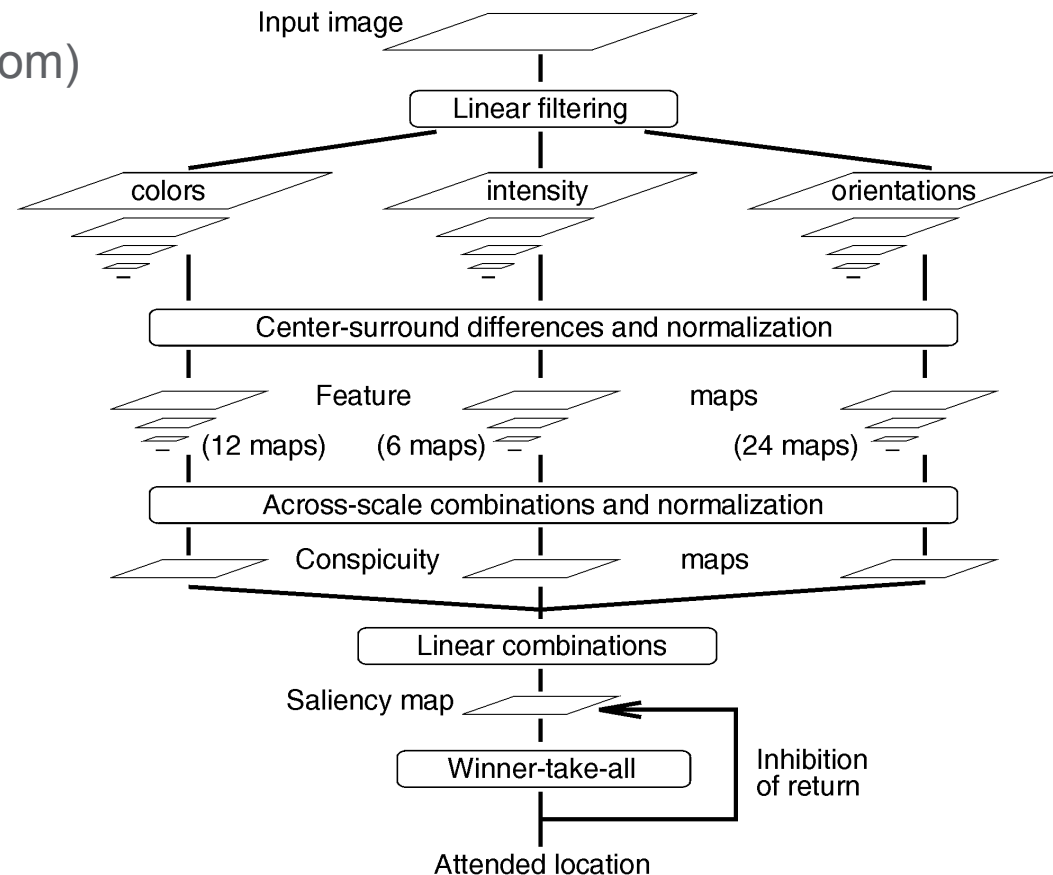 Input image
om)
Linear filtering
colors
intensity
orientations
Center-surround differences and normalization
Feature
maps
(12 maps)
(6 maps)
(24 maps)
Across-scale combinations and normalization
Conspicuity
maps
Linear combinations
Saliency map
Winner-take-all
Inhibition
of return
Attended location